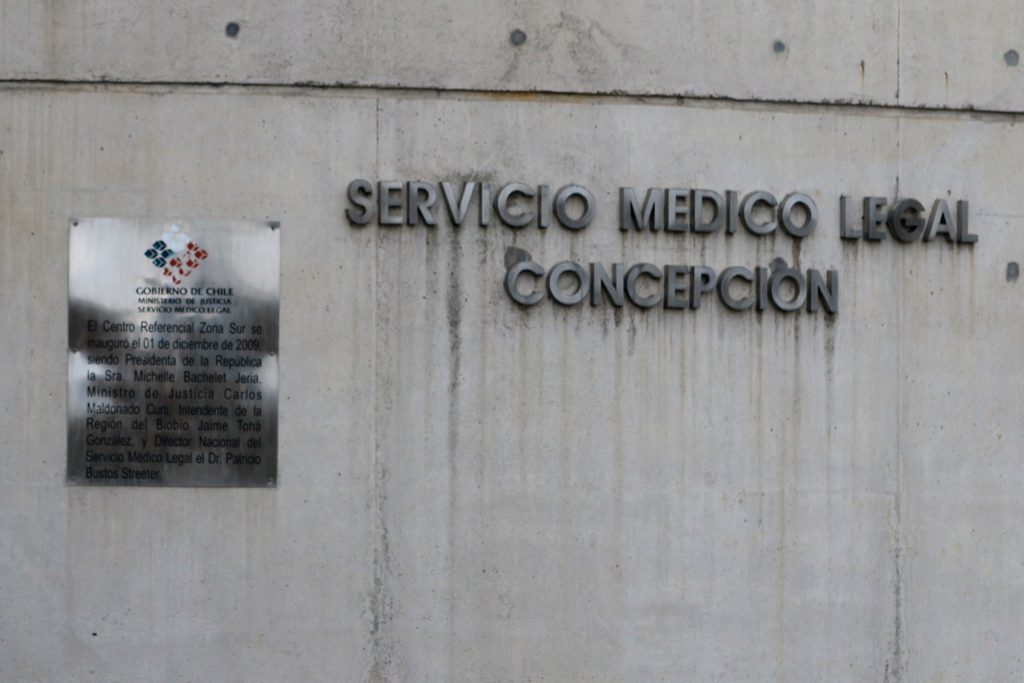 SERVICIO MEDICO LEGAL
CONCEPCIÓN
GOBIERNO DE CHILE
MINISTERIO DE JUSTICIA
SERVICIO MÉDICO LEGAL
El Centro Referencial Zona Sur se
inauguró el 01 de diciembre de 2009,
siendo Presidenta de la República
la Sra. Michelle Bachelet Jeria,
Ministro de Justicia Carlos
Maldonado Curti, Intendente de la
Región del Biobío Jaime Tohá
González, y Director Nacional del
Servicio Médico Legal el Dr. Patricio
Bustos Streeter.